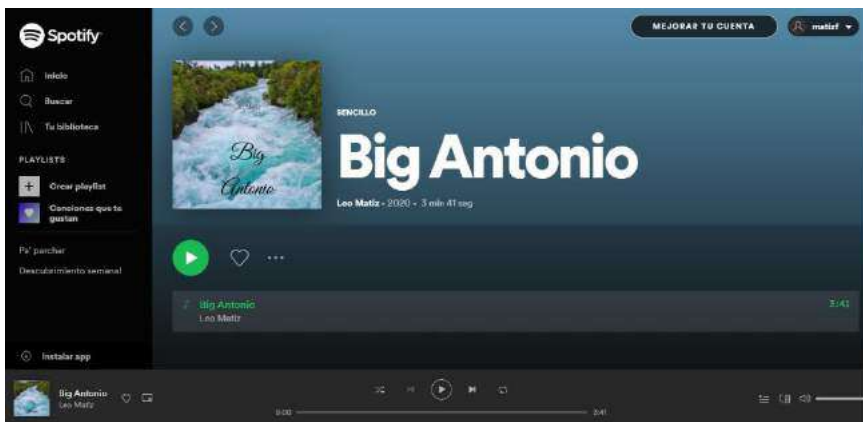 Spotify
MEJORAR TU CUENTA
matizf
Inicio
Buscar
Tu biblioteca
PLAYLISTS
Crear playlist
Canciones que te
gustan
Pa' parchar
Descubrimiento semanal
Instalar app
Big
Antonio
SENCILLO
Big Antonio
Leo Matiz • 2020 • 3 min 41 seg
Big Antonio
3:41
Leo Matiz
Big Antonio
Leo Matiz
0:00
3:41